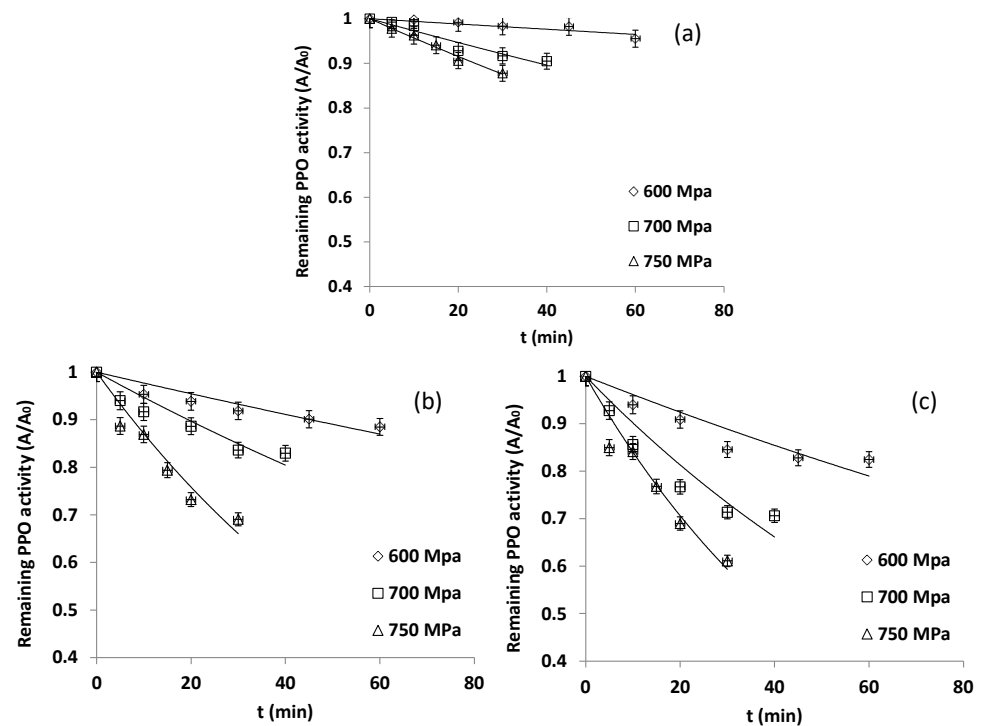 (a)
Remaining PPO activity (A/A0)
1
0.9
0.8
0.7
0.6
0.5
0.4
600 Mpa
700 Mpa
750 MPa
0 20 40 60 80
t (min)
(b)
Remaining PPO activity (A/A0)
1
0.9
0.8
0.7
0.6
0.5
0.4
600 Mpa
700 Mpa
750 MPa
0 20 40 60 80
t (min)
(c)
Remaining PPO activity (A/A0)
1
0.9
0.8
0.7
0.6
0.5
0.4
600 Mpa
700 Mpa
750 MPa
0 20 40 60 80
t (min)